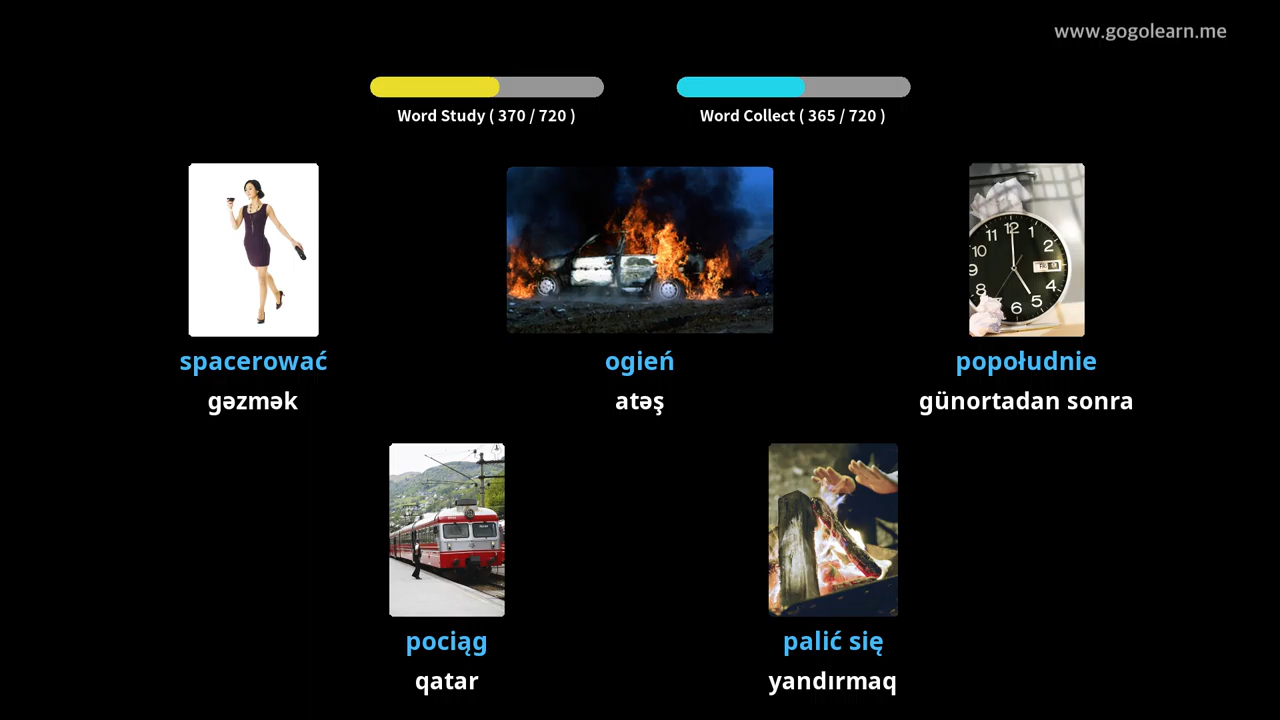 www.gogolearn.me
Word Study ( 370 / 720 )
Word Collect ( 365 / 720 )
spacerować
gəzmək
ogień
atəş
popołudnie
günortadan sonra
pociąg
qatar
palić się
yandırmaq